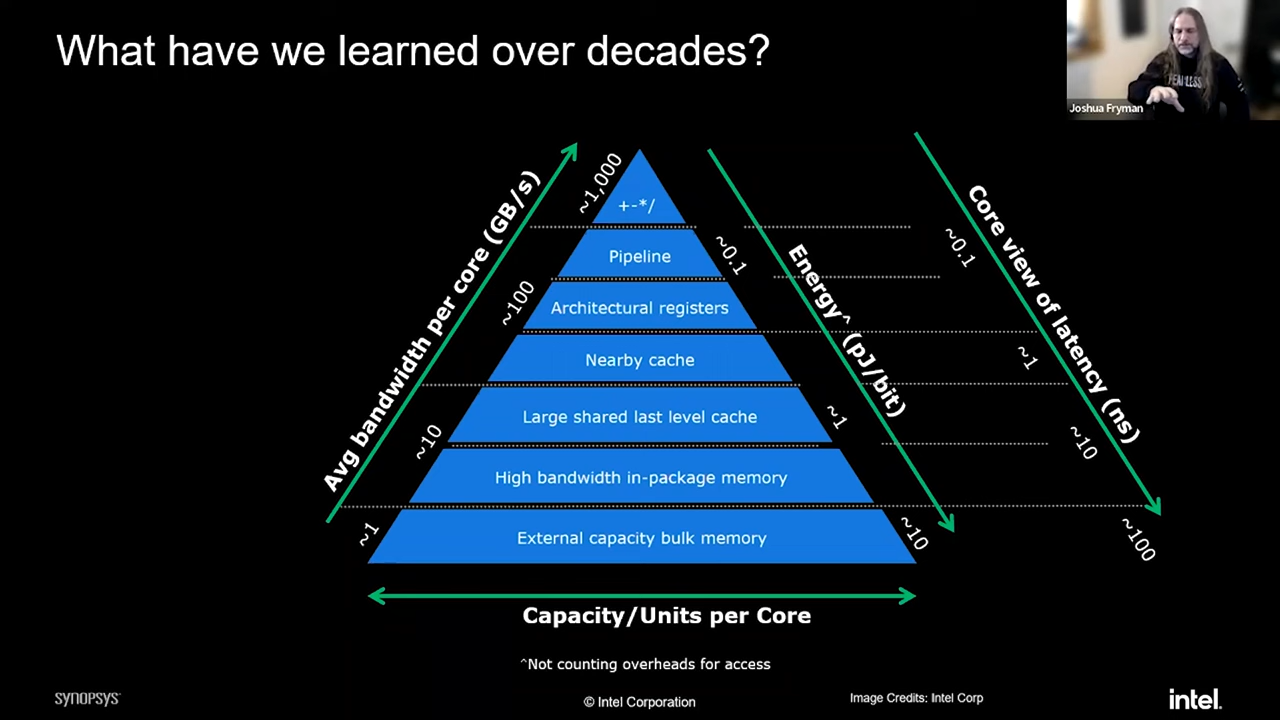 What have we learned over decades?
Joshua Fryman
FEARLESS
Avg bandwidth per core (GB/s)
~1,000
~100
~10
~1
+-*/
Pipeline
Architectural registers
Nearby cache
Large shared last level cache
High bandwidth in-package memory
External capacity bulk memory
~0.1
~1
~10
Energy^ (pJ/bit)
Core view of latency (ns)
~0.1
~1
~10
~100
Capacity/Units per Core
^Not counting overheads for access
SYNOPSYS
© Intel Corporation
Image Credits: Intel Corp
intel.